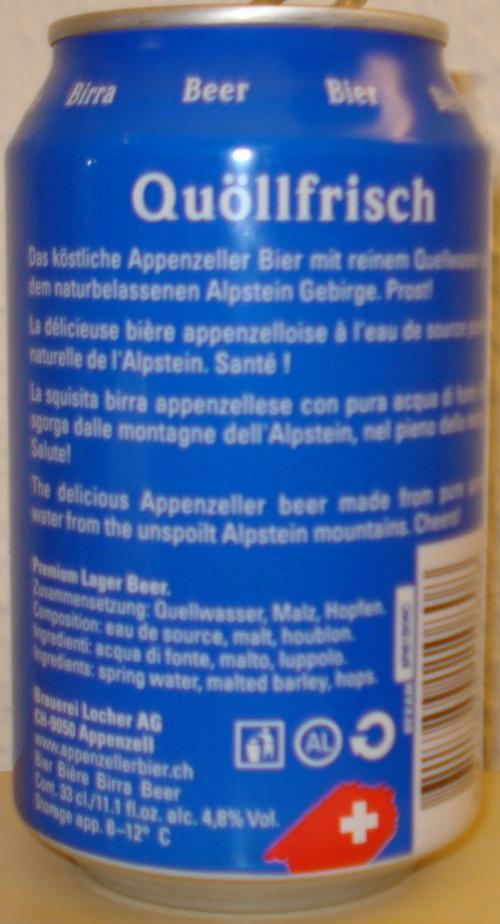 Birra Beer Bier
Quöllfrisch
Das köstliche Appenzeller Bier mit reinem Quellwasser
dem naturbelassenen Alpstein Gebirge. Prost!
La délicieuse bière appenzelloise à l'eau de source
naturelle de l'Alpstein. Santé !
La squisita birra appenzellese con pura acqua di
sgorga dalle montagne dell'Alpstein, nel pieno della
Salute!
The delicious Appenzeller beer made from pure
water from the unspoilt Alpstein mountains. Cheers!
Premium Lager Beer.
Zusammensetzung: Quellwasser, Malz, Hopfen.
Composition: eau de source, malt, houblon.
Ingredienti: acqua di fonte, malto, luppolo.
Ingredients: spring water, malted barley, hops.
Brauerei Locher AG
CH-9050 Appenzell
www.appenzellerbier.ch
Bier Bière Birra Beer
Cont. 33 cl./11.1 fl.oz. alc. 4,8% Vol.
Storage app. 8–12° C
AL